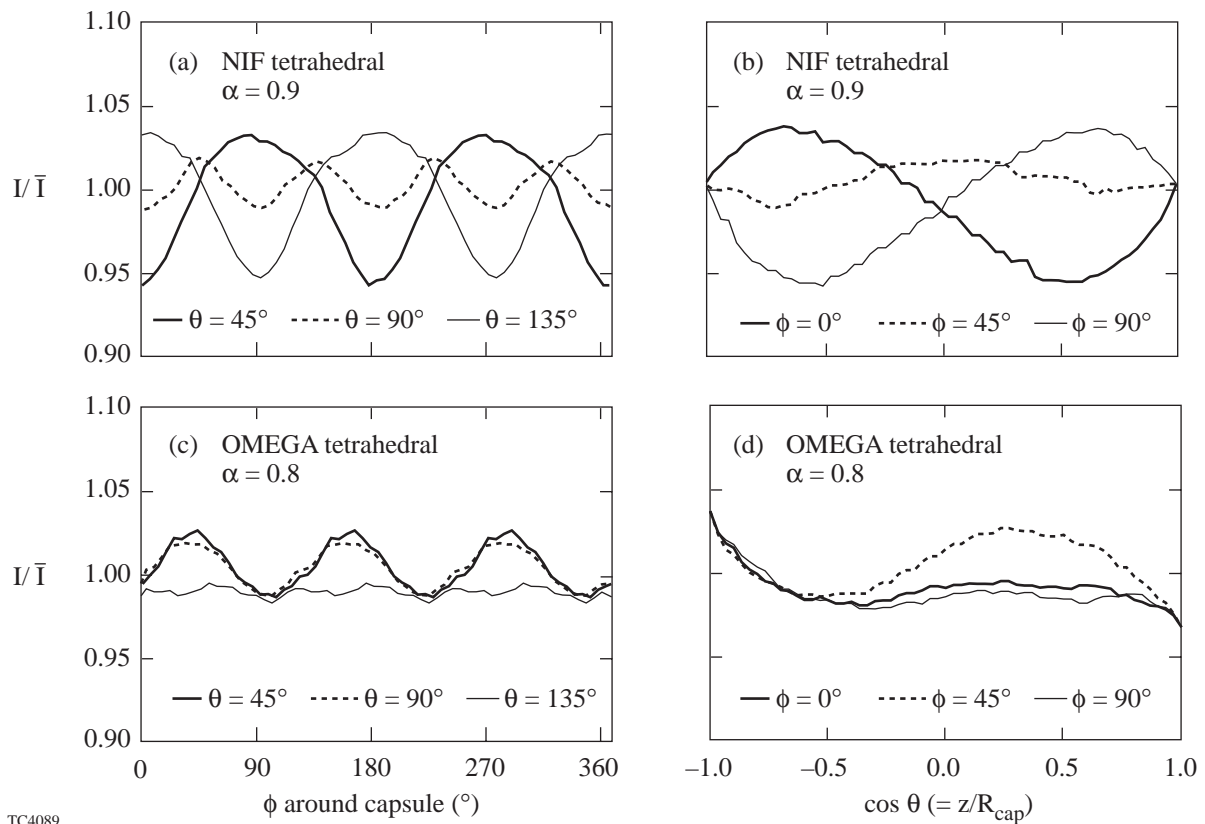 1.10
1.05
1.00
0.95
0.90
I/ Ī
(a) NIF tetrahedral
α = 0.9
θ = 45° θ = 90° θ = 135°
(b) NIF tetrahedral
α = 0.9
ϕ = 0° ϕ = 45° ϕ = 90°
1.10
1.05
1.00
0.95
0.90
I/ Ī
(c) OMEGA tetrahedral
α = 0.8
θ = 45° θ = 90° θ = 135°
0 90 180 270 360
ϕ around capsule (°)
(d) OMEGA tetrahedral
α = 0.8
ϕ = 0° ϕ = 45° ϕ = 90°
–1.0 –0.5 0.0 0.5 1.0
cos θ (= z/R_cap)
TC4089